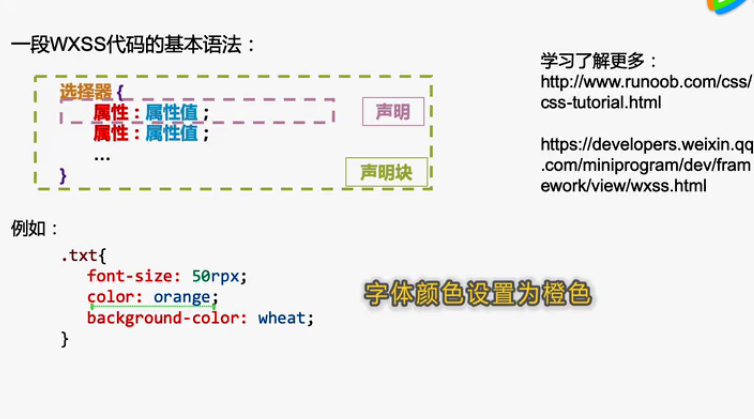 一段WXSS代码的基本语法：
选择器{
属性：属性值；
属性：属性值；
...
}
声明
声明块
学习了解更多：
http://www.runoob.com/css/
css-tutorial.html
https://developers.weixin.qq
.com/miniprogram/dev/fram
ework/view/wxss.html
例如：
.txt{
font-size: 50rpx;
color: orange;
background-color: wheat;
}
字体颜色设置为橙色